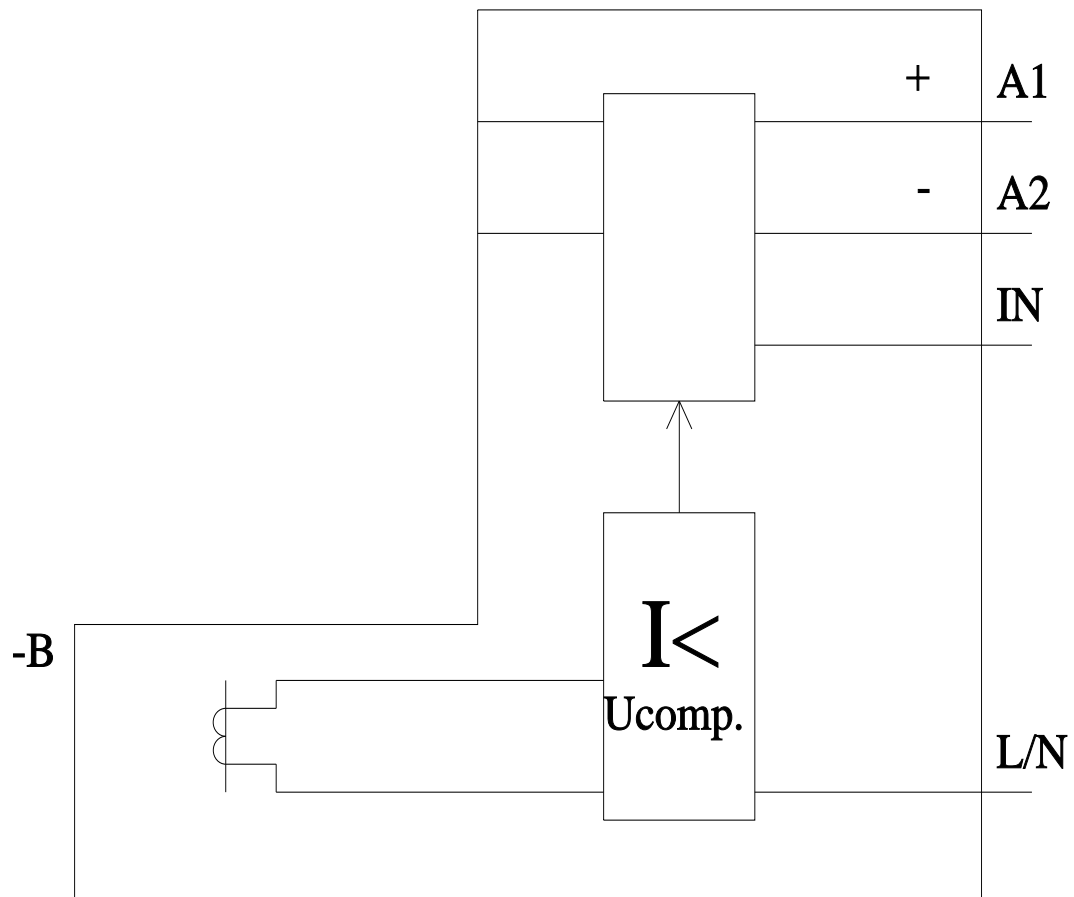 + A1
- A2
IN
-B
I<
Ucomp.
L/N